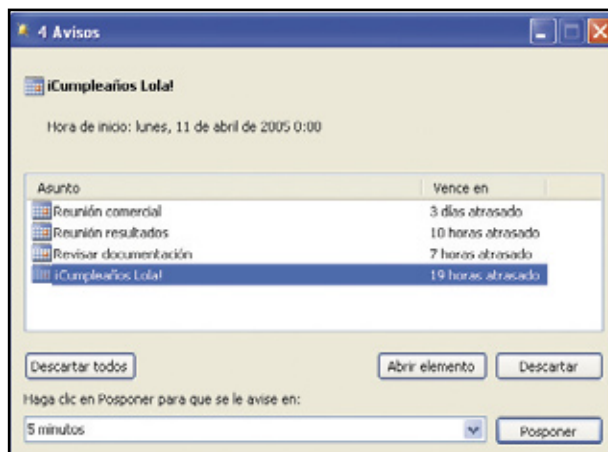 4 Avisos
¡Cumpleaños Lola!
Hora de inicio: lunes, 11 de abril de 2005 0:00
Asunto Vence en
Reunión comercial 3 días atrasado
Reunión resultados 10 horas atrasado
Revisar documentación 7 horas atrasado
¡Cumpleaños Lola! 19 horas atrasado
Descartar todos Abrir elemento Descartar
Haga clic en Posponer para que se le avise en:
5 minutos Posponer